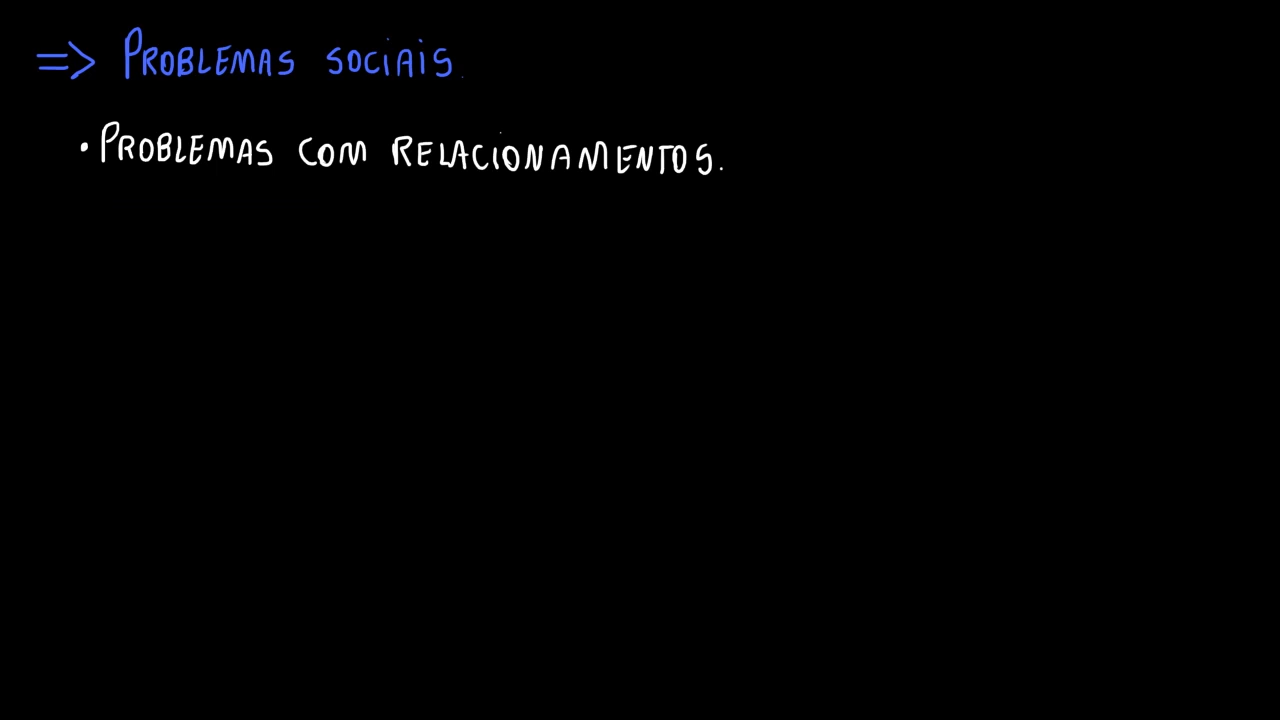 => PROBLEMAS SOCIAIS.
• PROBLEMAS COM RELACIONAMENTOS.